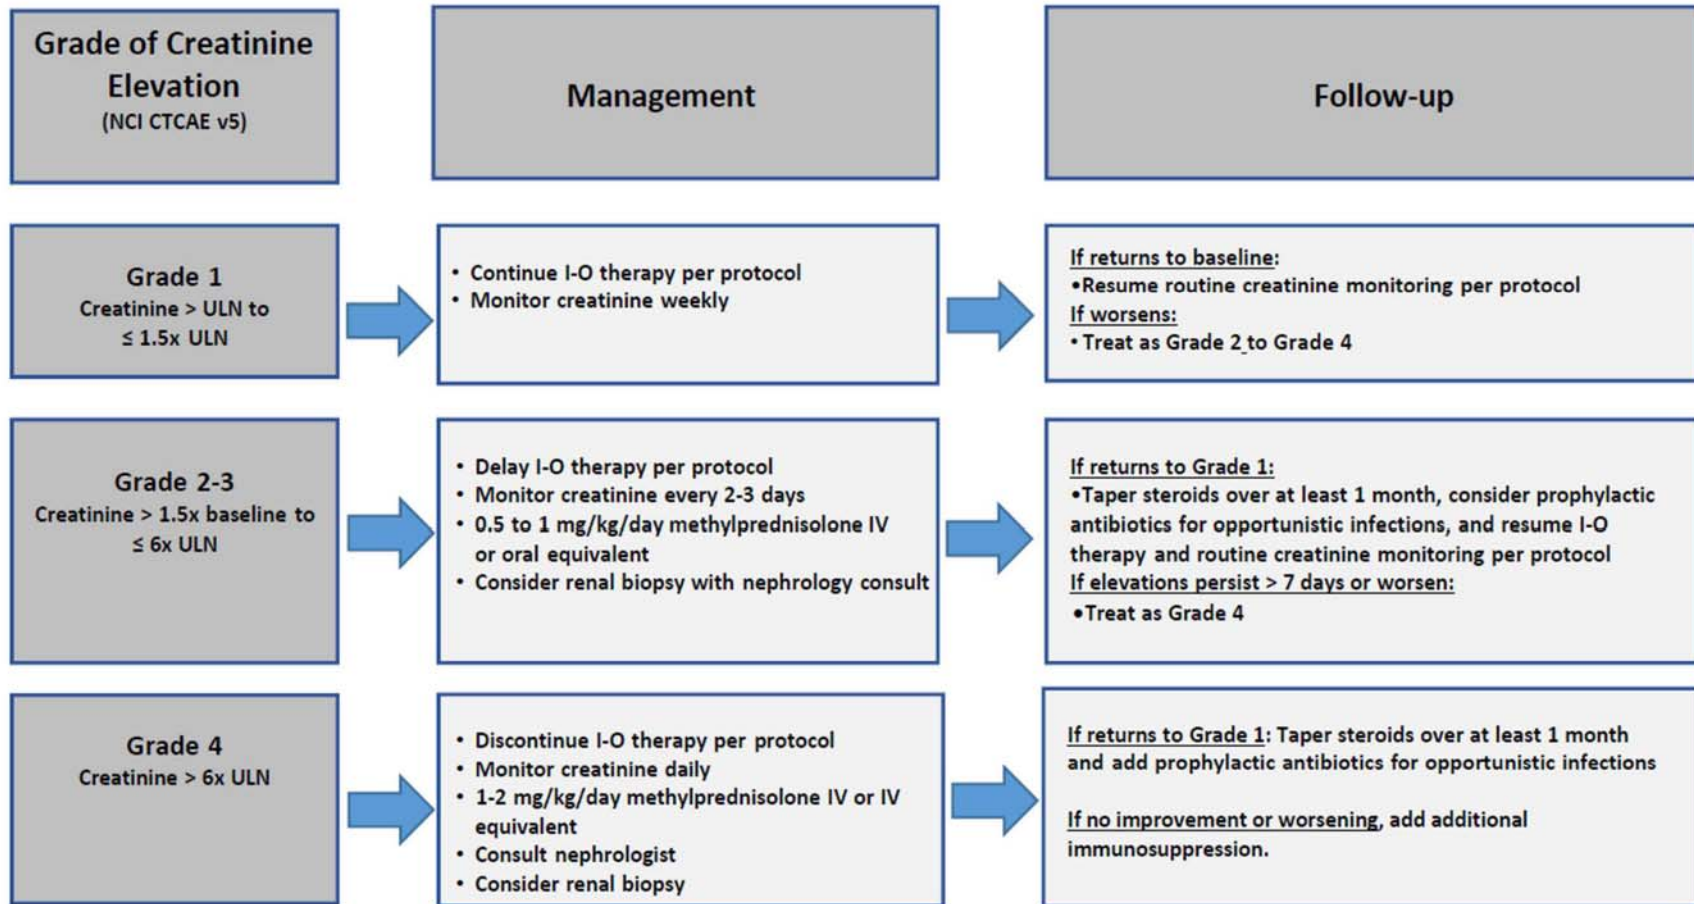 Grade of Creatinine
Elevation
(NCI CTCAE v5)
Management
Follow-up
Grade 1
Creatinine > ULN to
≤ 1.5x ULN
• Continue I-O therapy per protocol
• Monitor creatinine weekly
If returns to baseline:
•Resume routine creatinine monitoring per protocol
If worsens:
• Treat as Grade 2 to Grade 4
Grade 2-3
Creatinine > 1.5x baseline to
≤ 6x ULN
• Delay I-O therapy per protocol
• Monitor creatinine every 2-3 days
• 0.5 to 1 mg/kg/day methylprednisolone IV
or oral equivalent
• Consider renal biopsy with nephrology consult
If returns to Grade 1:
•Taper steroids over at least 1 month, consider prophylactic
antibiotics for opportunistic infections, and resume I-O
therapy and routine creatinine monitoring per protocol
If elevations persist > 7 days or worsen:
•Treat as Grade 4
Grade 4
Creatinine > 6x ULN
• Discontinue I-O therapy per protocol
• Monitor creatinine daily
• 1-2 mg/kg/day methylprednisolone IV or IV
equivalent
• Consult nephrologist
• Consider renal biopsy
If returns to Grade 1: Taper steroids over at least 1 month
and add prophylactic antibiotics for opportunistic infections
If no improvement or worsening, add additional
immunosuppression.